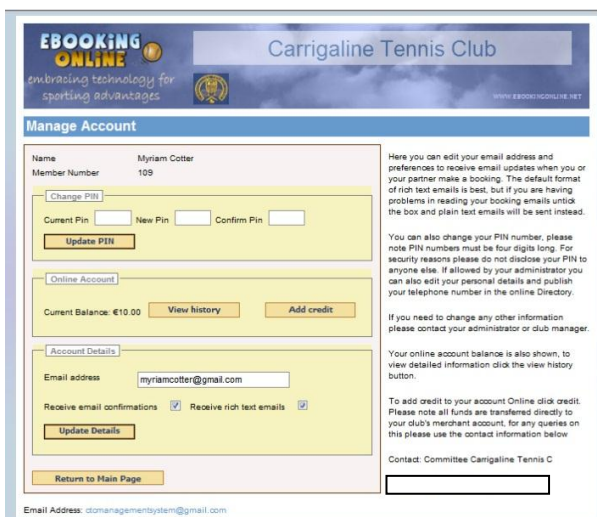 EBOOKING
ONLINE
embracing technology for
sporting advantages
Carrigaline Tennis Club
WWW.EBOOKINGONLINE.NET
Manage Account
Name Myriam Cotter
Member Number 109
Change PIN
Current Pin New Pin Confirm Pin
Update PIN
Online Account
Current Balance: €10.00 View history Add credit
Account Details
Email address myriamcotter@gmail.com
Receive email confirmations Receive rich text emails
Update Details
Return to Main Page
Here you can edit your email address and
preferences to receive email updates when you or
your partner make a booking. The default format
of rich text emails is best, but if you are having
problems in reading your booking emails untick
the box and plain text emails will be sent instead.
You can also change your PIN number, please
note PIN numbers must be four digits long. For
security reasons please do not disclose your PIN to
anyone else. If allowed by your administrator you
can also edit your personal details and publish
your telephone number in the online Directory.
If you need to change any other information
please contact your administrator or club manager.
Your online account balance is also shown, to
view detailed information click the view history
button.
To add credit to your account Online click credit.
Please note all funds are transferred directly to
your club's merchant account, for any queries on
this please use the contact information below
Contact: Committee Carrigaline Tennis C
Email Address: ctcmanagementsystem@gmail.com